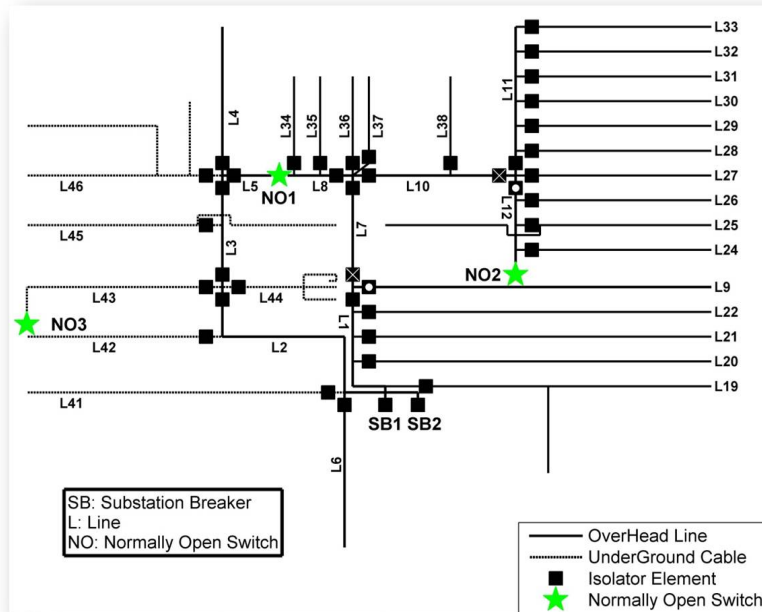 L33
L32
L31
L30
L29
L28
L27
L26
L25
L24
L11
L12
L4
L34
L35
L36
L37
L38
L46
L5
L8
L10
NO1
L45
L3
L7
NO2
L9
L43
L44
NO3
L1
L22
L42
L2
L21
L20
L19
L41
SB1 SB2
L6
SB: Substation Breaker
L: Line
NO: Normally Open Switch
OverHead Line
UnderGround Cable
Isolator Element
Normally Open Switch